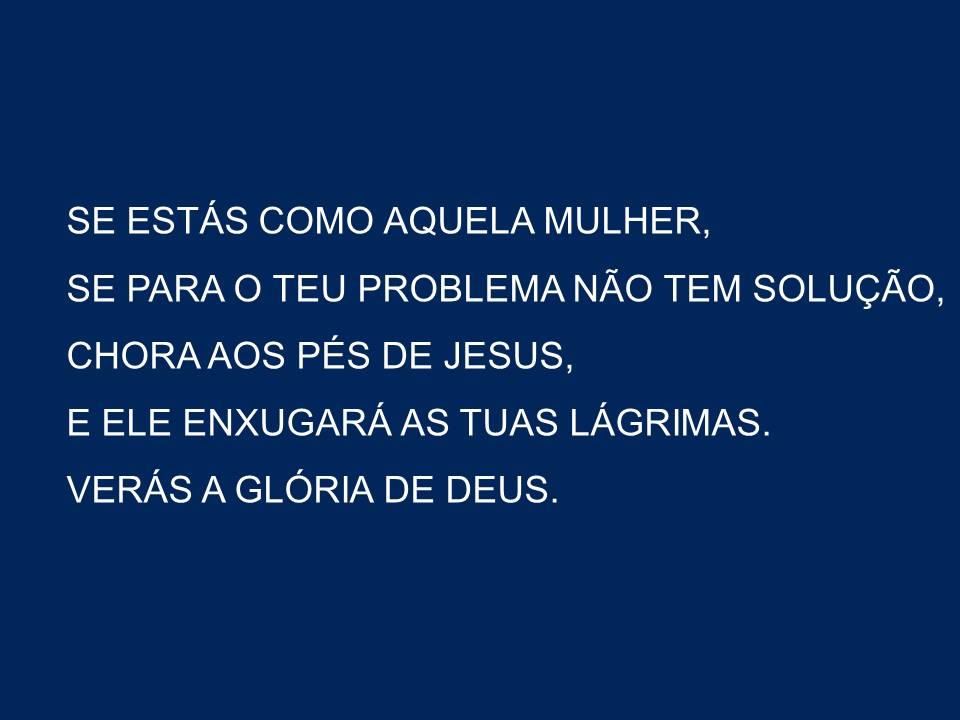 SE ESTÁS COMO AQUELA MULHER,
SE PARA O TEU PROBLEMA NÃO TEM SOLUÇÃO,
CHORA AOS PÉS DE JESUS,
E ELE ENXUGARÁ AS TUAS LÁGRIMAS.
VERÁS A GLÓRIA DE DEUS.